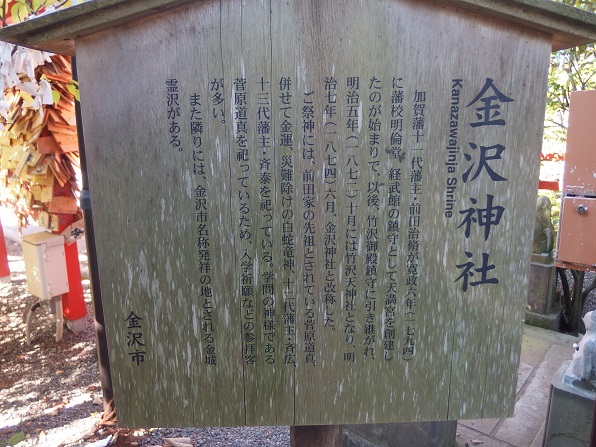 金沢神社
Kanazawajinja Shrine
加賀藩十一代藩主・前田治脩が寛政六年(一七九四)
に藩校明倫堂、経武館の鎮守として天満宮を創建し
たのが始まりで、以後、竹沢御殿鎮守に引き継がれ、
明治五年(一八七二)十月には竹沢天神社となり、明
治七年(一八七四)六月、金沢神社と改称した。
ご祭神には、前田家の先祖とされている菅原道真、
併せて金運、災難除けの白蛇竜神、十二代藩主・斉広、
十三代藩主・斉泰を祀っている。学問の神様である
菅原道真を祀っているため、入学祈願などの参拝客
が多い。
また隣りには、金沢市名称発祥の地とされる金城
霊沢がある。
金沢市